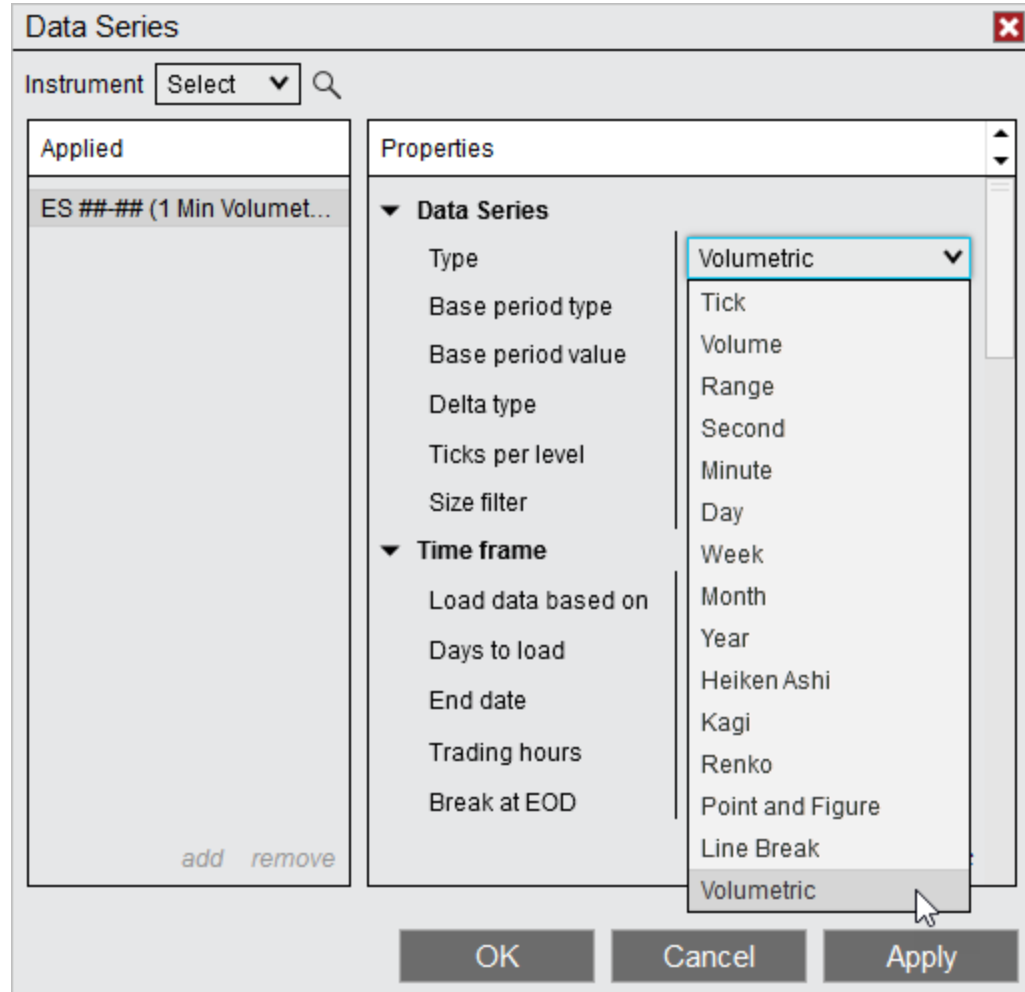 Data Series
Instrument Select
Applied
Properties
ES ##-## (1 Min Volumet...
Data Series
Type Volumetric
Base period type
Base period value
Delta type
Ticks per level
Size filter
Time frame
Load data based on
Days to load
End date
Trading hours
Break at EOD
Tick
Volume
Range
Second
Minute
Day
Week
Month
Year
Heiken Ashi
Kagi
Renko
Point and Figure
Line Break
Volumetric
add remove
OK Cancel Apply